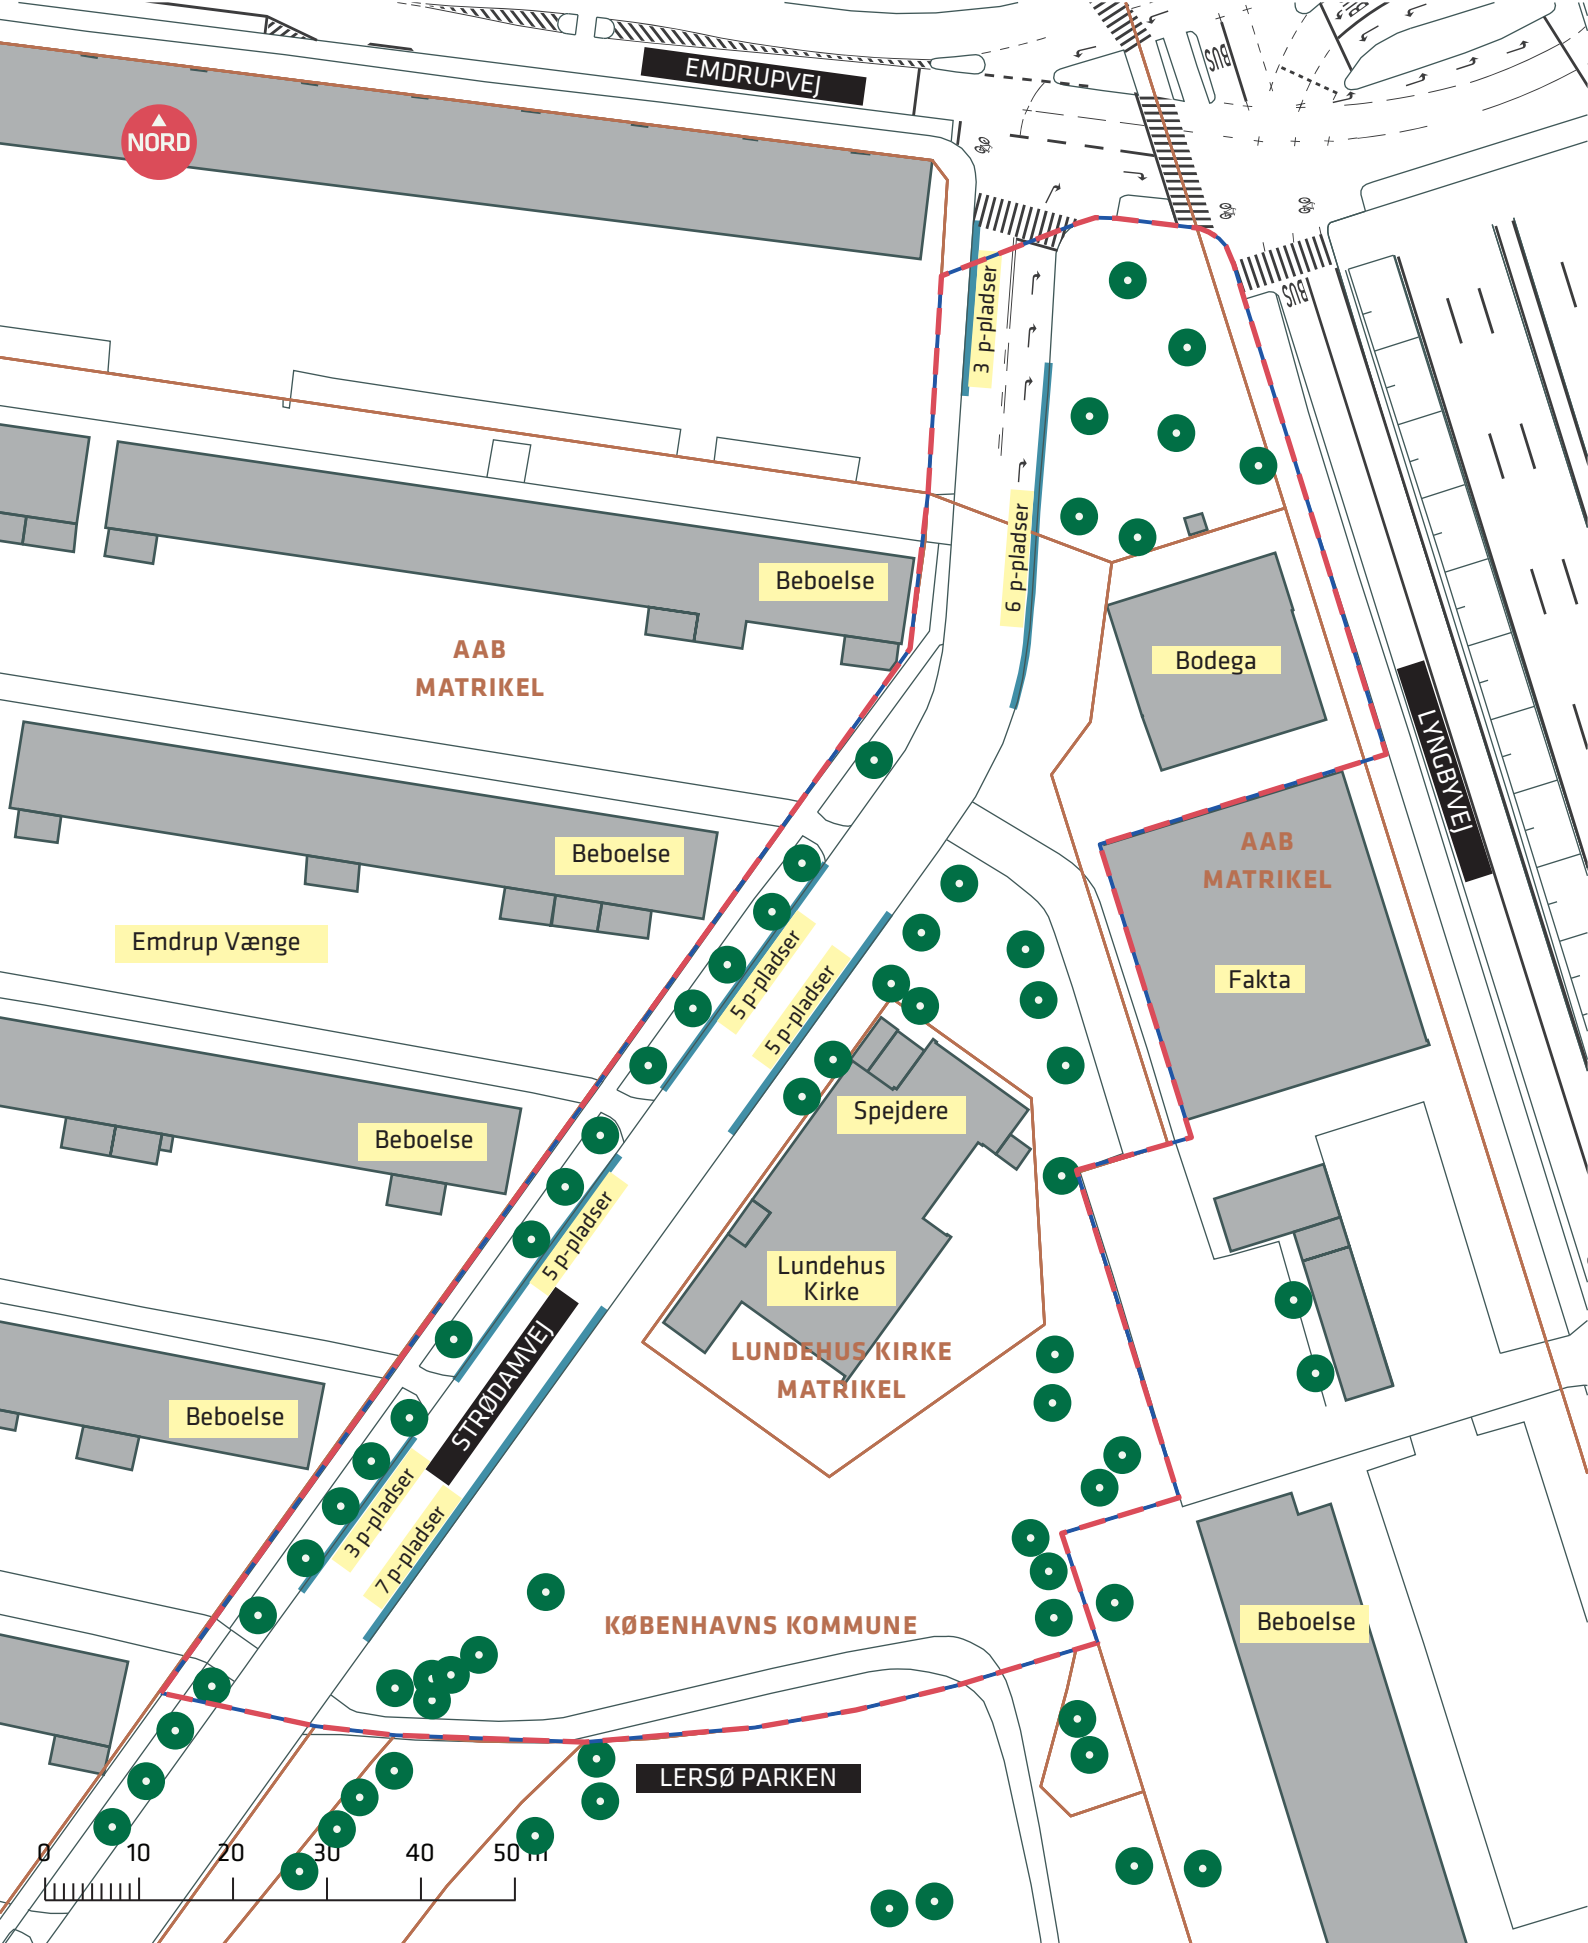 EMDRUPVEJ
BUS
NORD
BUS
3 p-pladser
6 p-pladser
Beboelse
AAB
MATRIKEL
Bodega
LYNGBYVEJ
Beboelse
AAB
MATRIKEL
Emdrup Vænge
5 p-pladser
5 p-pladser
Fakta
Spejdere
Beboelse
5 p-pladser
Lundehus
Kirke
STRØDAMVEJ
LUNDEHUS KIRKE
MATRIKEL
Beboelse
3 p-pladser
7 p-pladser
KØBENHAVNS KOMMUNE
Beboelse
LERSØ PARKEN
0 10 20 30 40 50 m